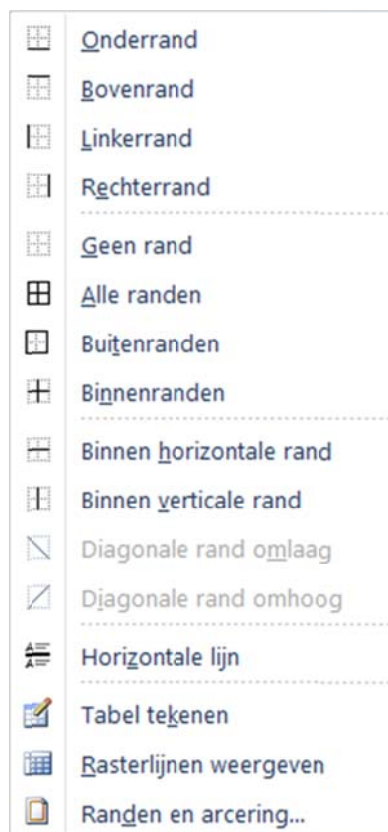 Onderrand
Bovenrand
Linkerrand
Rechterrand
Geen rand
Alle randen
Buitenranden
Binnenranden
Binnen horizontale rand
Binnen verticale rand
Diagonale rand omlaag
Diagonale rand omhoog
Horizontale lijn
Tabel tekenen
Rasterlijnen weergeven
Randen en arcering...